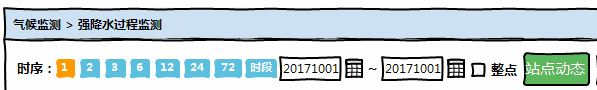 气候监测 > 强降水过程监测
时序： 1 2 3 6 12 24 72 时段 20171001 ~ 20171001 整点 站点动态